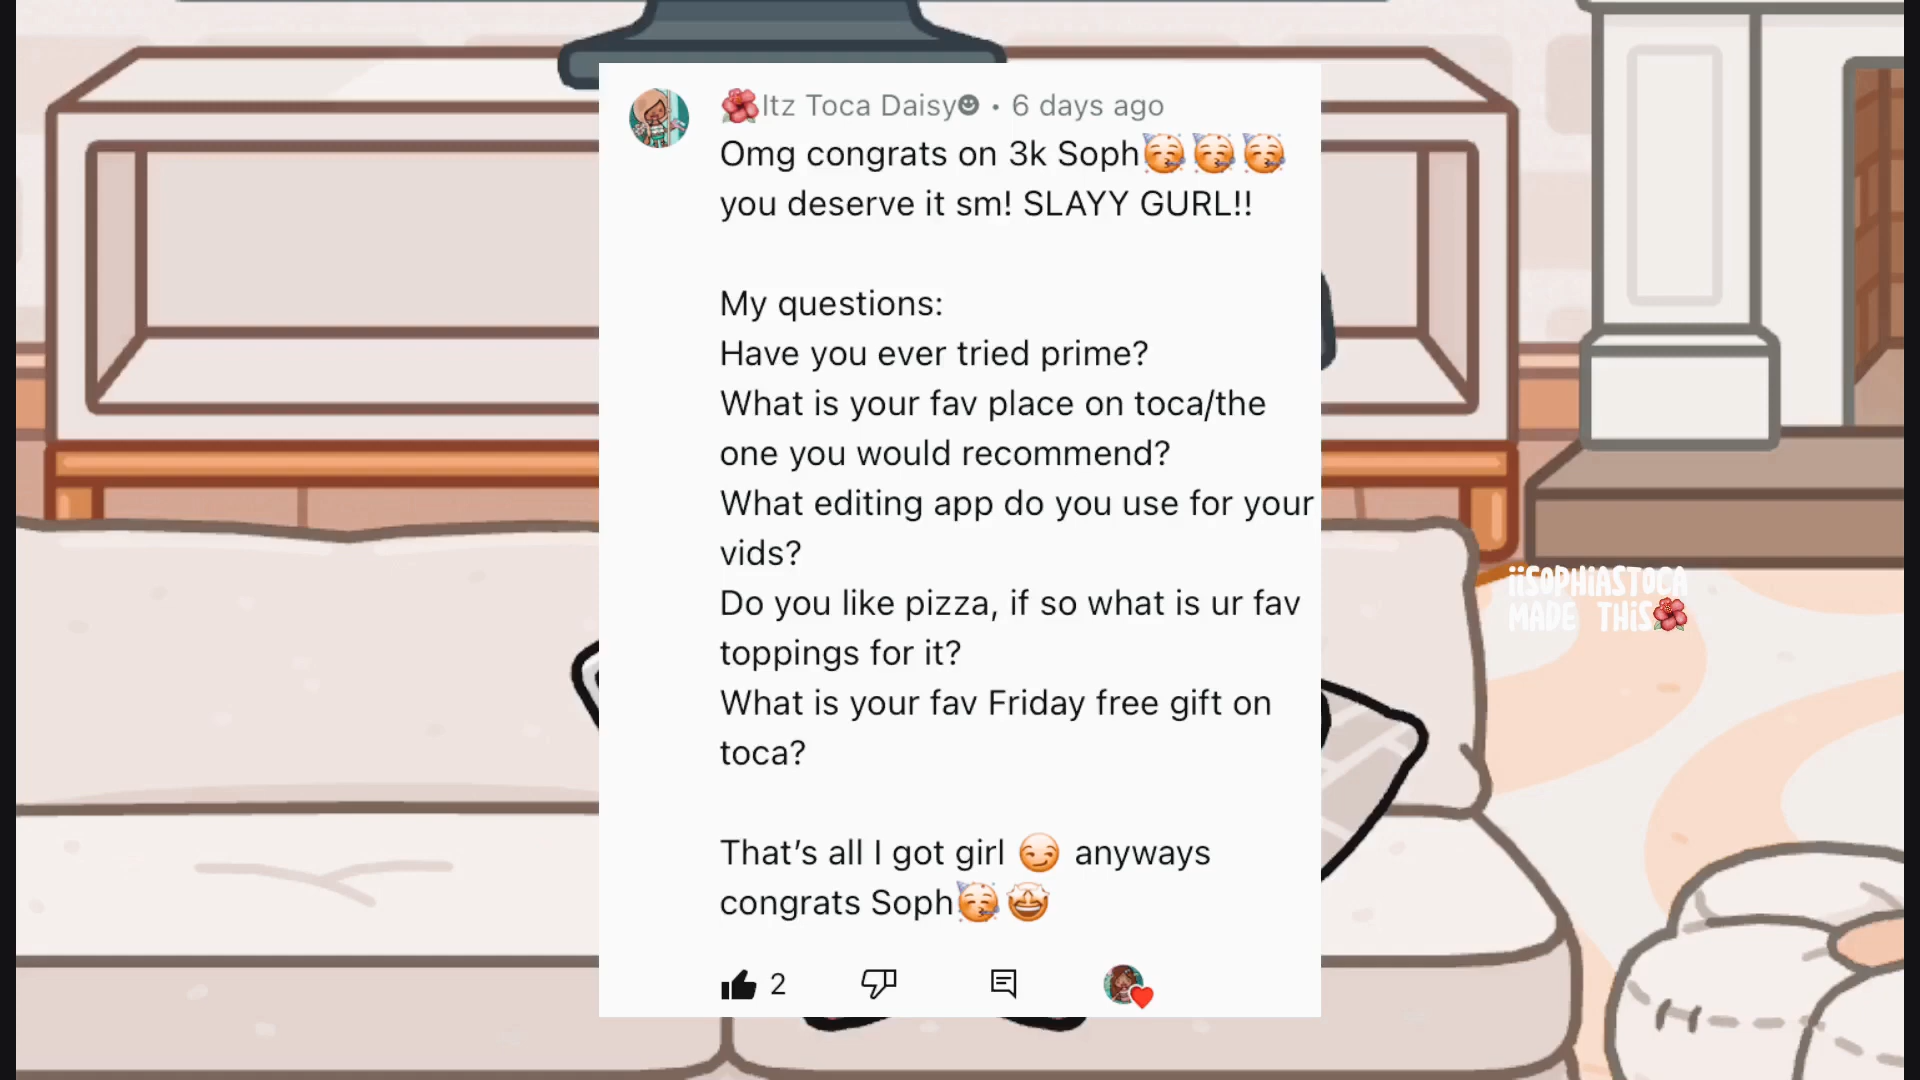 🌺Itz Toca Daisy☻ • 6 days ago
Omg congrats on 3k Soph🥳🥳🥳
you deserve it sm! SLAYY GURL!!
My questions:
Have you ever tried prime?
What is your fav place on toca/the
one you would recommend?
What editing app do you use for your
vids?
Do you like pizza, if so what is ur fav
toppings for it?
What is your fav Friday free gift on
toca?
That’s all I got girl 😏 anyways
congrats Soph🥳🤩
2
iiSOPHiASTOCA
MADE THiS🌺